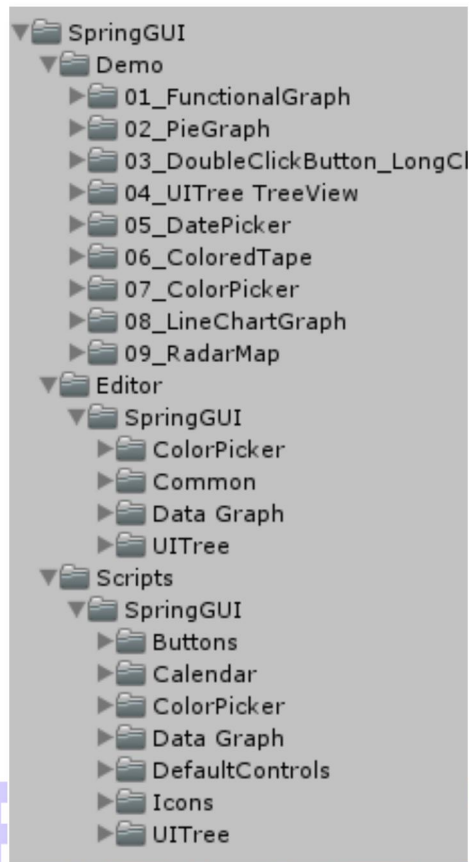 SpringGUI
Demo
01_FunctionalGraph
02_PieGraph
03_DoubleClickButton_LongCl
04_UITree TreeView
05_DatePicker
06_ColoredTape
07_ColorPicker
08_LineChartGraph
09_RadarMap
Editor
SpringGUI
ColorPicker
Common
Data Graph
UITree
Scripts
SpringGUI
Buttons
Calendar
ColorPicker
Data Graph
DefaultControls
Icons
UITree